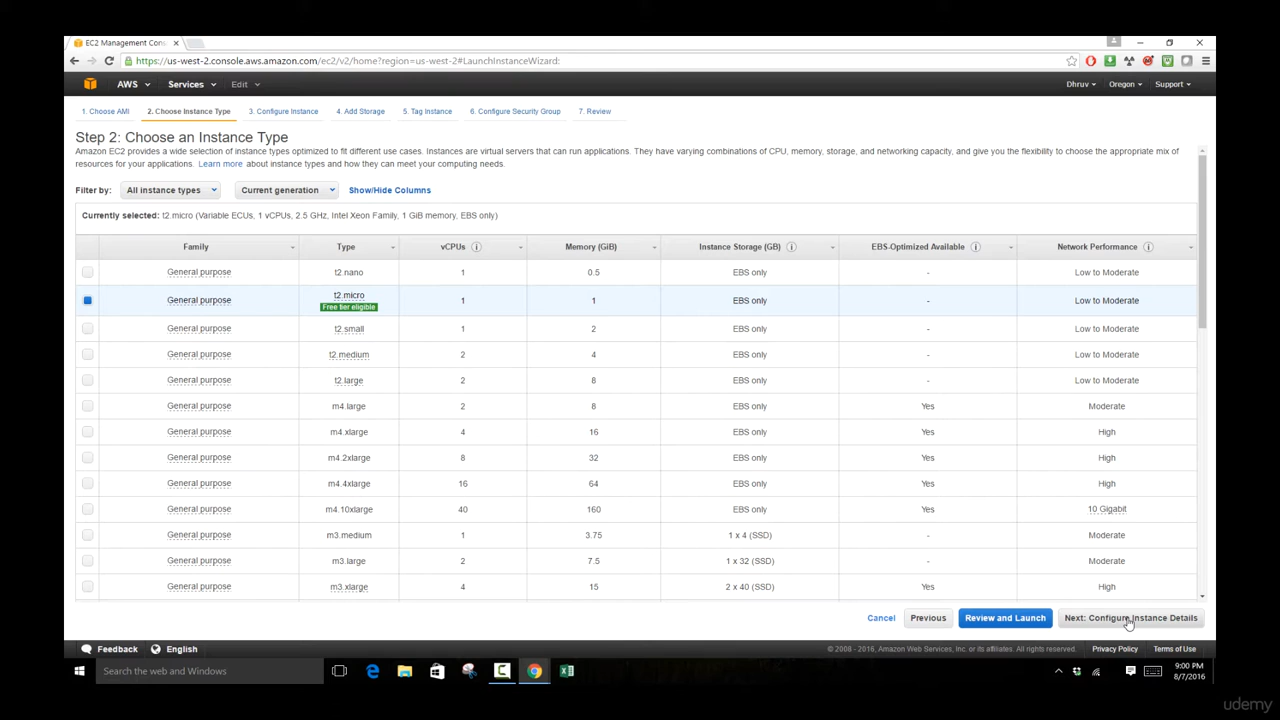 EC2 Management Cons
https://us-west-2.console.aws.amazon.com/ec2/v2/home?region=us-west-2#LaunchInstanceWizard:
AWS Services Edit Dhruv Oregon Support
1. Choose AMI 2. Choose Instance Type 3. Configure Instance 4. Add Storage 5. Tag Instance 6. Configure Security Group 7. Review
Step 2: Choose an Instance Type
Amazon EC2 provides a wide selection of instance types optimized to fit different use cases. Instances are virtual servers that can run applications. They have varying combinations of CPU, memory, storage, and networking capacity, and give you the flexibility to choose the appropriate mix of
resources for your applications. Learn more about instance types and how they can meet your computing needs.
Filter by: All instance types Current generation Show/Hide Columns
Currently selected: t2.micro (Variable ECUs, 1 vCPUs, 2.5 GHz, Intel Xeon Family, 1 GiB memory, EBS only)
Family Type vCPUs Memory (GiB) Instance Storage (GB) EBS-Optimized Available Network Performance
General purpose t2.nano 1 0.5 EBS only - Low to Moderate
General purpose t2.micro 1 1 EBS only - Low to Moderate
Free tier eligible
General purpose t2.small 1 2 EBS only - Low to Moderate
General purpose t2.medium 2 4 EBS only - Low to Moderate
General purpose t2.large 2 8 EBS only - Low to Moderate
General purpose m4.large 2 8 EBS only Yes Moderate
General purpose m4.xlarge 4 16 EBS only Yes High
General purpose m4.2xlarge 8 32 EBS only Yes High
General purpose m4.4xlarge 16 64 EBS only Yes High
General purpose m4.10xlarge 40 160 EBS only Yes 10 Gigabit
General purpose m3.medium 1 3.75 1 x 4 (SSD) - Moderate
General purpose m3.large 2 7.5 1 x 32 (SSD) - Moderate
General purpose m3.xlarge 4 15 2 x 40 (SSD) Yes High
Cancel Previous Review and Launch Next: Configure Instance Details
Feedback English © 2008 - 2016, Amazon Web Services, Inc. or its affiliates. All rights reserved. Privacy Policy Terms of Use
Search the web and Windows
9:00 PM
8/7/2016
udemy